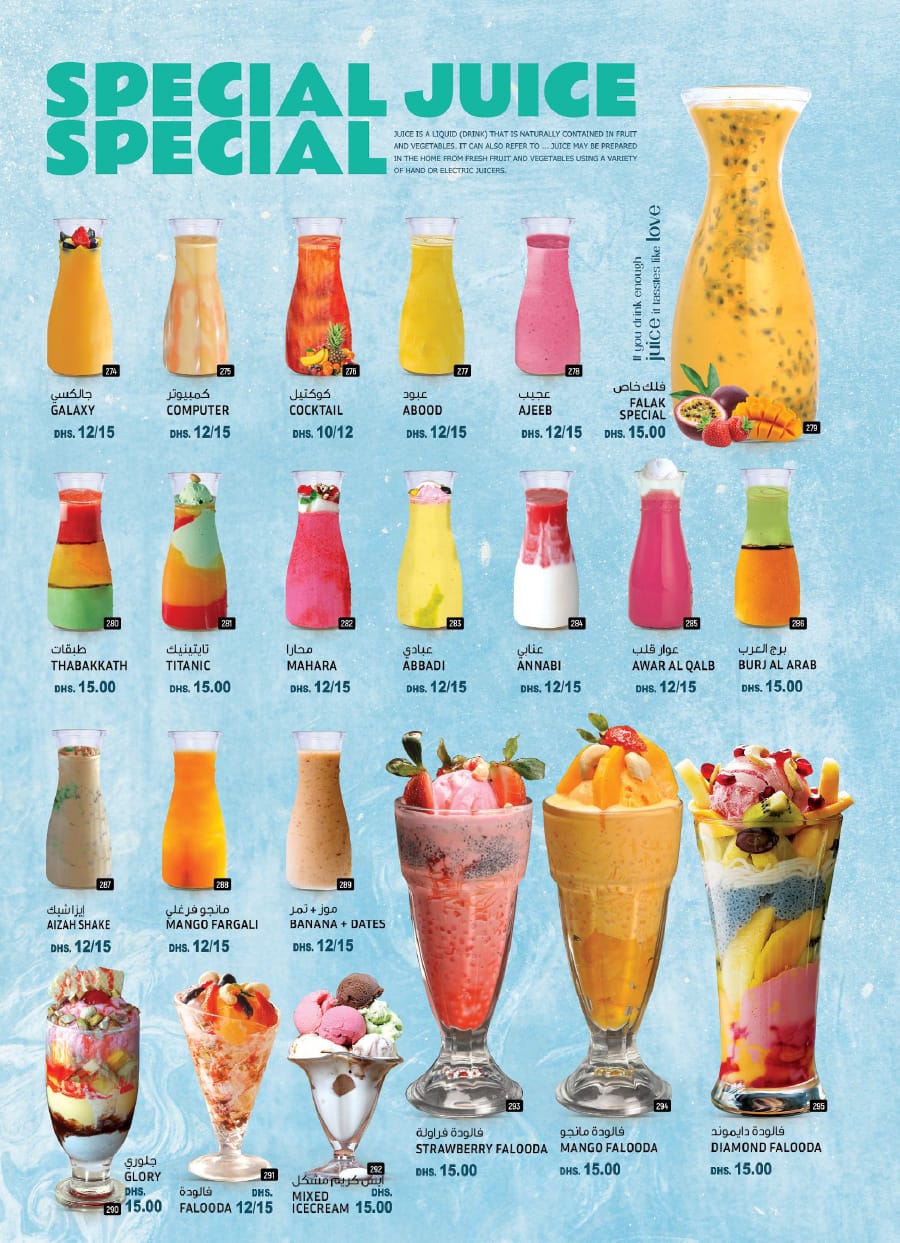 SPECIAL JUICE
SPECIAL
JUICE IS A LIQUID (DRINK) THAT IS NATURALLY CONTAINED IN FRUIT
AND VEGETABLES. IT CAN ALSO REFER TO ... JUICE MAY BE PREPARED
IN THE HOME FROM FRESH FRUIT AND VEGETABLES USING A VARIETY
OF HAND OR ELECTRIC JUICERS.
If you drink enough
juice it tassies like love
274
جالكسي
GALAXY
DHS. 12/15
275
كمبيوتر
COMPUTER
DHS. 12/15
276
كوكتيل
COCKTAIL
DHS. 10/12
277
عبود
ABOOD
DHS. 12/15
278
عجيب
AJEEB
DHS. 12/15
279
فلك خاص
FALAK
SPECIAL
DHS. 15.00
280
طبقات
THABAKKATH
DHS. 15.00
281
تايتينيك
TITANIC
DHS. 15.00
282
محارا
MAHARA
DHS. 12/15
283
عبادي
ABBADI
DHS. 12/15
284
عنابي
ANNABI
DHS. 12/15
285
عوار قلب
AWAR AL QALB
DHS. 12/15
286
برج العرب
BURJ AL ARAB
DHS. 15.00
287
إيزاشيك
AIZAH SHAKE
DHS. 12/15
288
مانجو فرغلي
MANGO FARGALI
DHS. 12/15
289
موز + تمر
BANANA + DATES
DHS. 12/15
290
جلوري
GLORY
DHS.
15.00
291
فالودة
DHS.
FALOODA 12/15
292
آيس كريم مشكل
DHS.
MIXED
ICECREAM 15.00
293
فالودة فراولة
STRAWBERRY FALOODA
DHS. 15.00
294
فالودة مانجو
MANGO FALOODA
DHS. 15.00
295
فالودة دايموند
DIAMOND FALOODA
DHS. 15.00